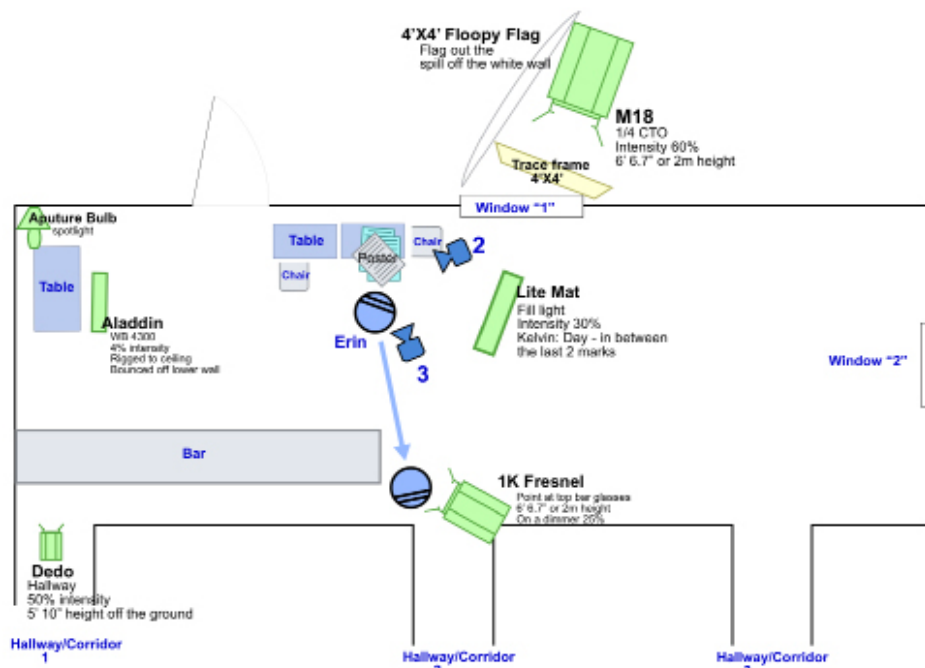 4'X4' Floopy Flag
Flag out the
spill off the white wall
M18
1/4 CTO
Intensity 60%
6' 6.7" or 2m height
Trace frame
4'X4'
Window "1"
Aputure Bulb
spotlight
Table
Table
Poster
Chair
2
Chair
Aladdin
WB 4300
4% intensity
Rigged to ceiling
Bounced off lower wall
Erin
3
Lite Mat
Fill light
Intensity 30%
Kelvin: Day - in between
the last 2 marks
Window "2"
Bar
1K Fresnel
Point at top bar glasses
6' 6.7" or 2m height
On a dimmer 25%
Dedo
Hallway
50% intensity
5' 10" height off the ground
Hallway/Corridor
1
Hallway/Corridor
Hallway/Corridor